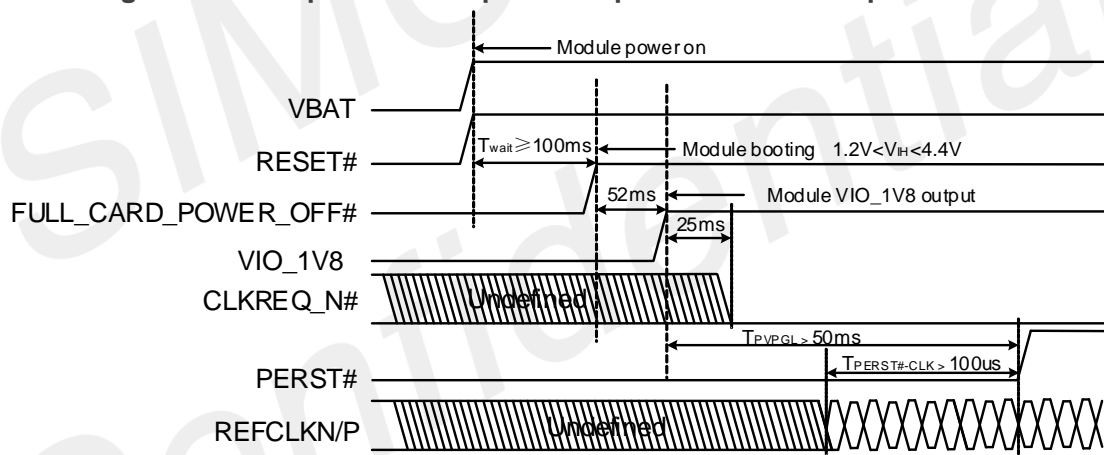 Module power on
VBAT
RESET#
Twait≥100ms
Module booting 1.2V<VIH<4.4V
FULL_CARD_POWER_OFF#
52ms
Module VIO_1V8 output
25ms
VIO_1V8
CLKREQ_N#
Undefined
TPVPGL> 50ms
PERST#
TPERST#-CLK> 100us
REFCLKN/P
Undefined